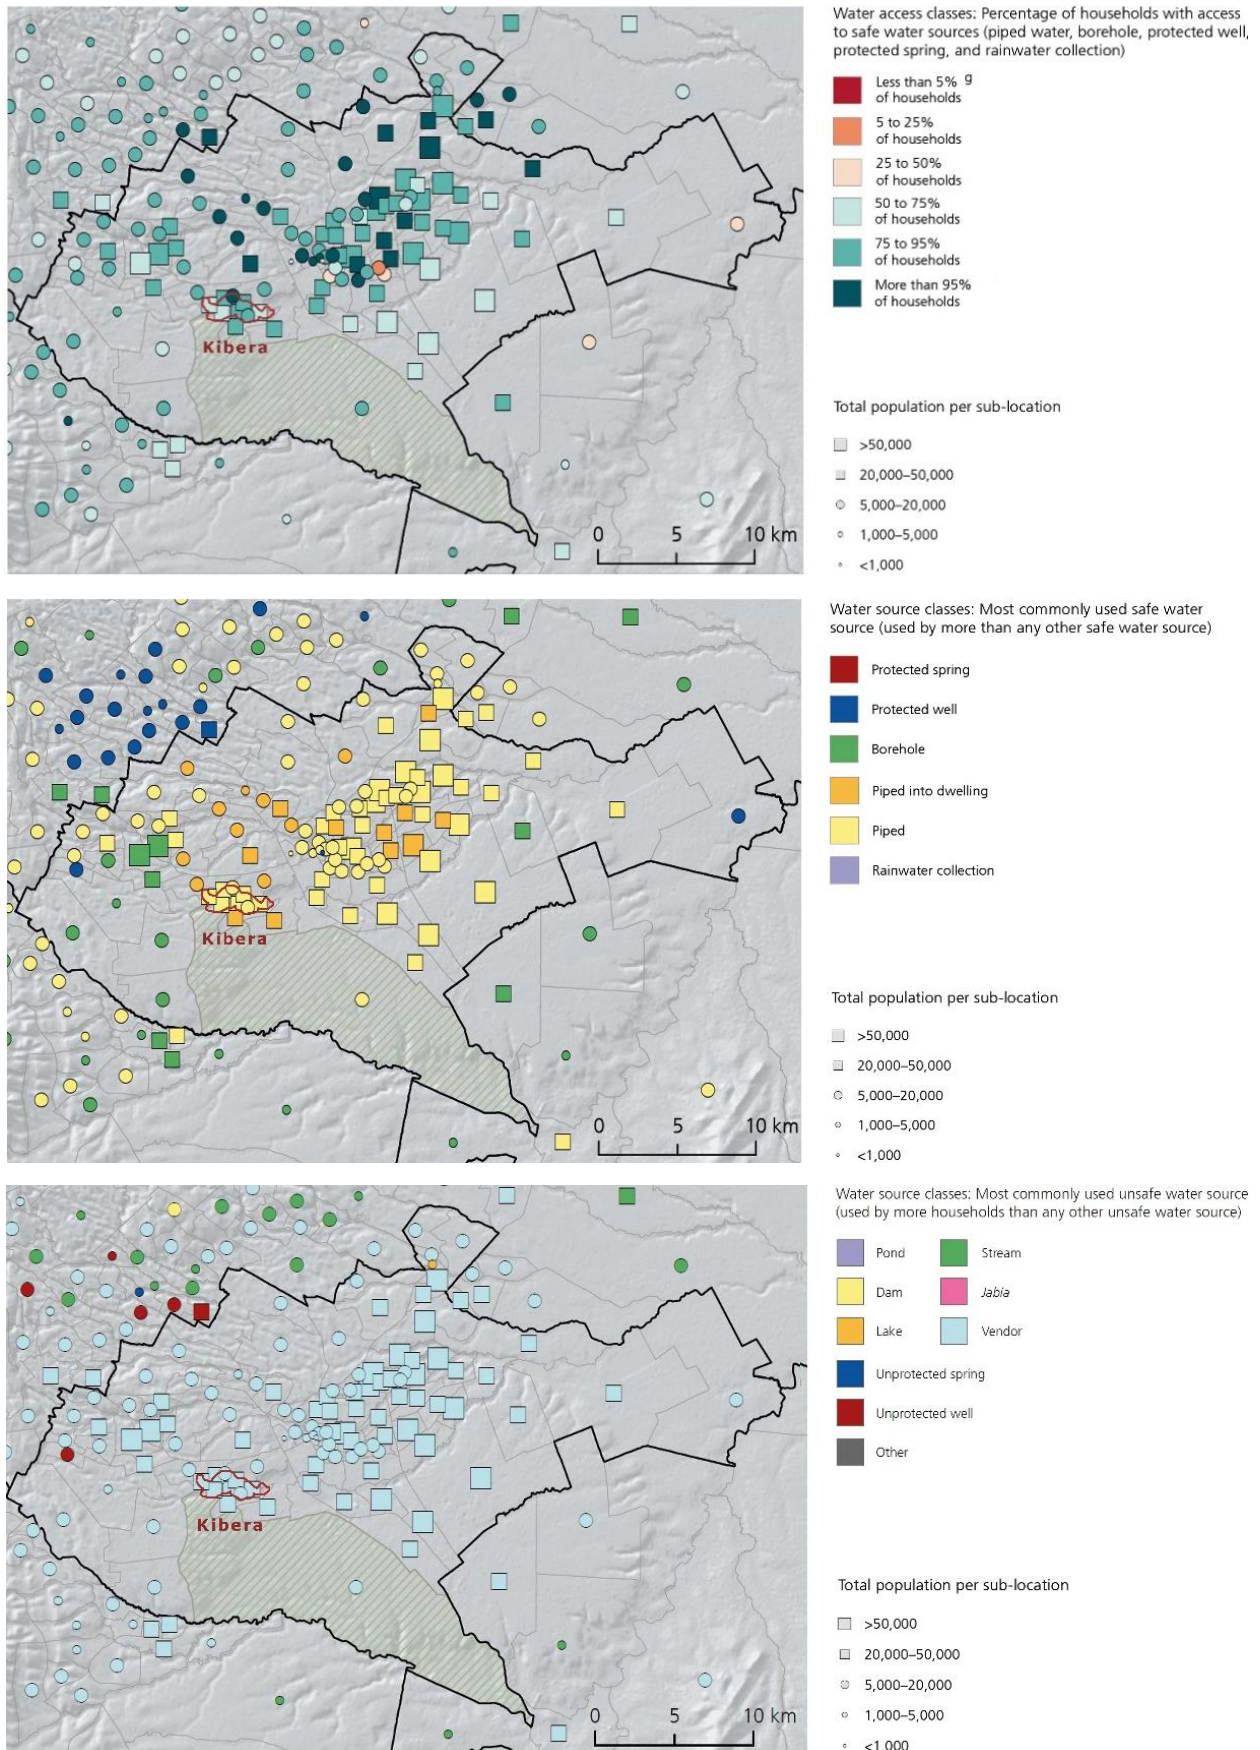 Water access classes: Percentage of households with access
to safe water sources (piped water, borehole, protected well,
protected spring, and rainwater collection)
Less than 5% g
of households
5 to 25%
of households
25 to 50%
of households
50 to 75%
of households
75 to 95%
of households
More than 95%
of households
Kibera
Total population per sub-location
>50,000
20,000–50,000
5,000–20,000
1,000–5,000
<1,000
0 5 10 km
Water source classes: Most commonly used safe water
source (used by more than any other safe water source)
Protected spring
Protected well
Borehole
Piped into dwelling
Piped
Rainwater collection
Kibera
Total population per sub-location
>50,000
20,000–50,000
5,000–20,000
1,000–5,000
<1,000
0 5 10 km
Water source classes: Most commonly used unsafe water source
(used by more households than any other unsafe water source)
Pond Stream
Dam Jabia
Lake Vendor
Unprotected spring
Unprotected well
Other
Kibera
Total population per sub-location
>50,000
20,000–50,000
5,000–20,000
1,000–5,000
<1,000
0 5 10 km